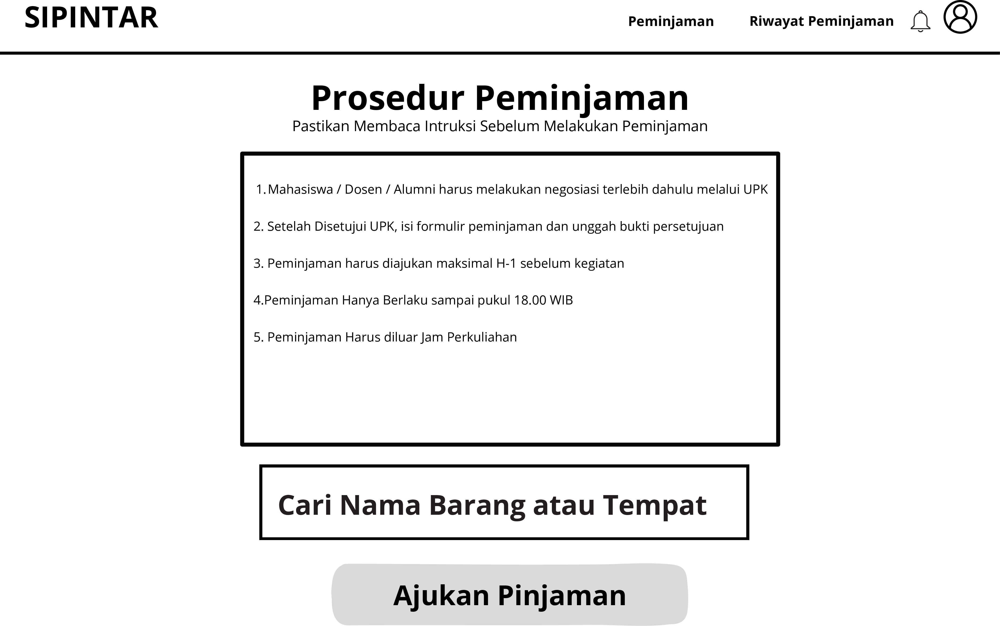 SIPINTAR
Peminjaman
Riwayat Peminjaman
Prosedur Peminjaman
Pastikan Membaca Intruksi Sebelum Melakukan Peminjaman
1. Mahasiswa / Dosen / Alumni harus melakukan negosiasi terlebih dahulu melalui UPK
2. Setelah Disetujui UPK, isi formulir peminjaman dan unggah bukti persetujuan
3. Peminjaman harus diajukan maksimal H-1 sebelum kegiatan
4.Peminjaman Hanya Berlaku sampai pukul 18.00 WIB
5. Peminjaman Harus diluar Jam Perkuliahan
Cari Nama Barang atau Tempat
Ajukan Pinjaman